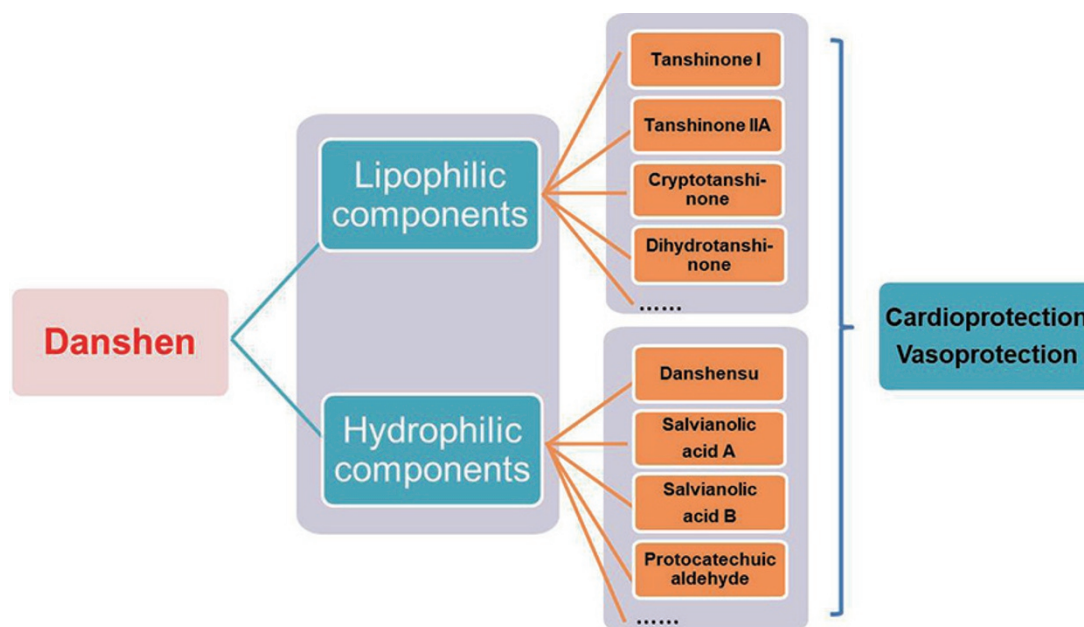 Danshen
Lipophilic
components
Hydrophilic
components
Tanshinone I
Tanshinone IIA
Cryptotanshi-
none
Dihydrotanshi-
none
......
Danshensu
Salvianolic
acid A
Salvianolic
acid B
Protocatechuic
aldehyde
......
Cardioprotection
Vasoprotection